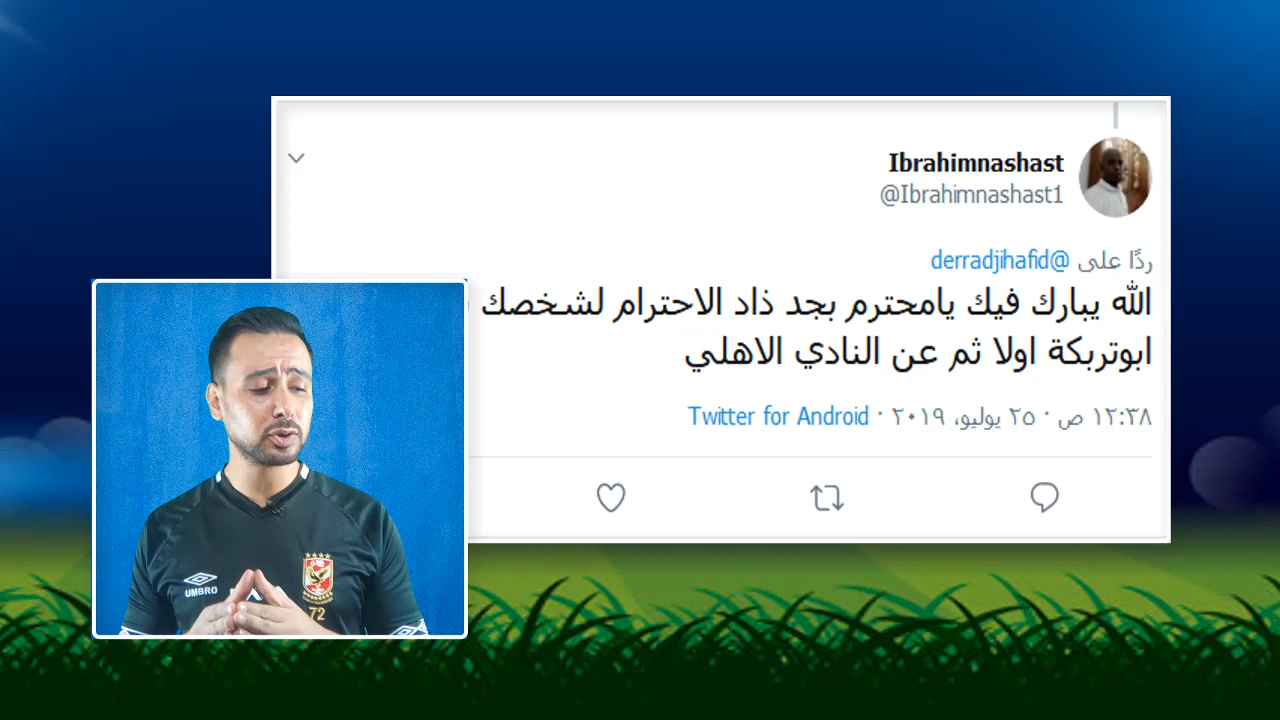 Ibrahimnashast
@Ibrahimnashast1
ردًا على @derradjihafid
الله يبارك فيك يامحترم بجد ذاد الاحترام لشخصك
ابوتريكة اولا ثم عن النادي الاهلي
١٢:٣٨ ص · ٢٥ يوليو، ٢٠١٩ · Twitter for Android
UMBRO
72